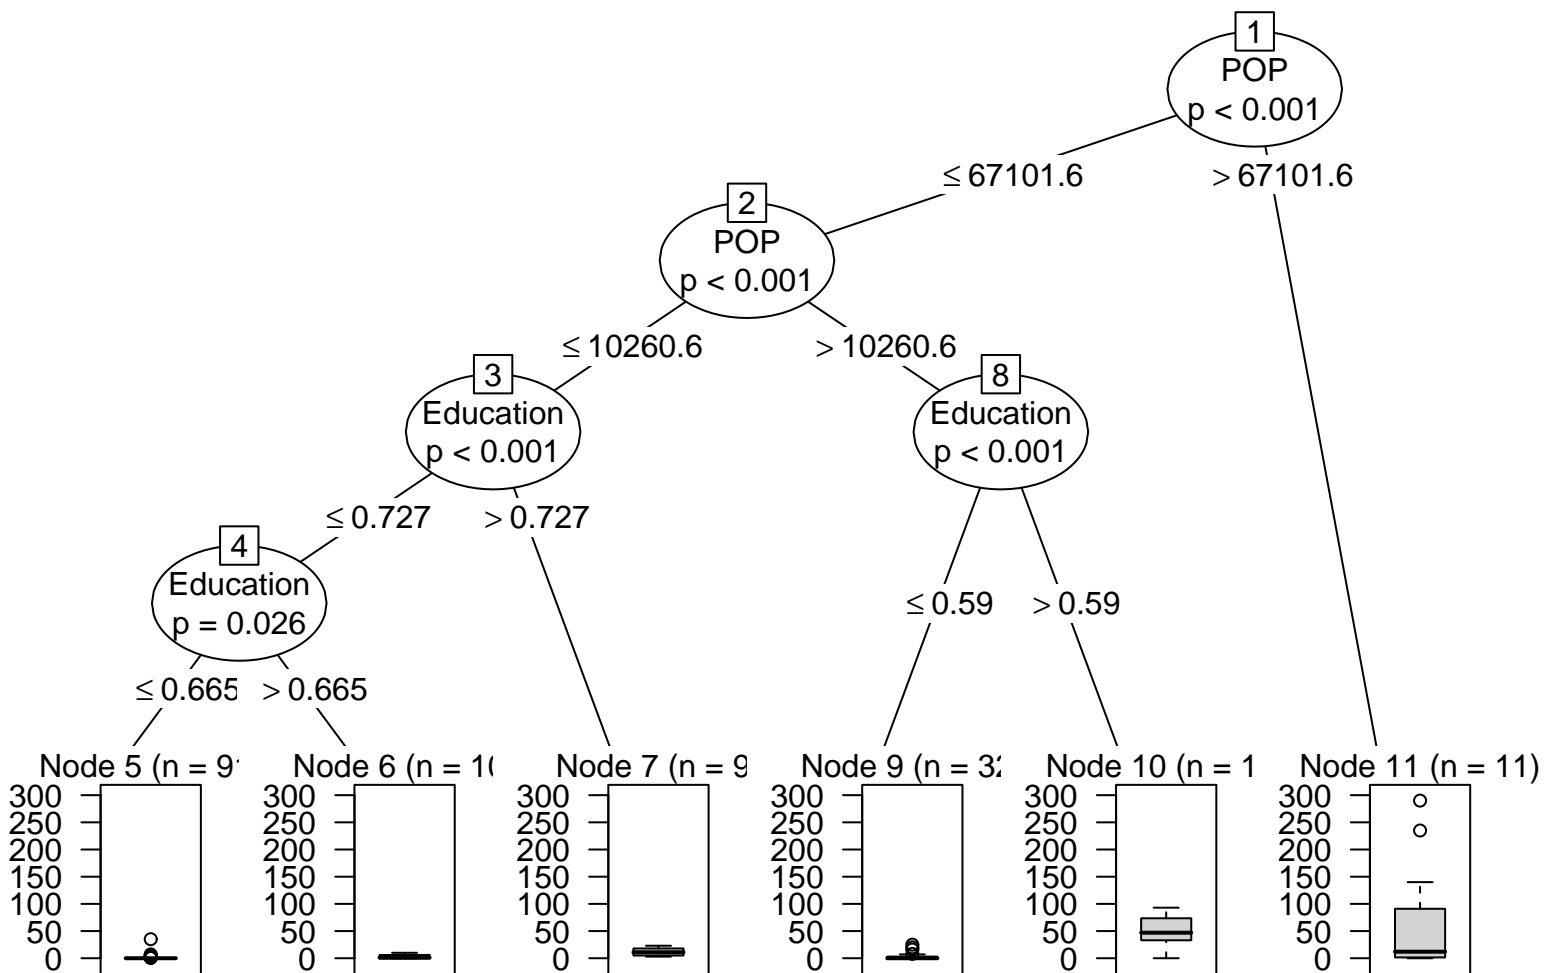 1
POP
p < 0.001
≤ 67101.6
> 67101.6
2
POP
p < 0.001
≤ 10260.6
> 10260.6
3
Education
p < 0.001
8
Education
p < 0.001
≤ 0.727
> 0.727
4
Education
p = 0.026
≤ 0.59
> 0.59
≤ 0.665
> 0.665
Node 5 (n = 9
Node 6 (n = 10
Node 7 (n = 9
Node 9 (n = 32
Node 10 (n = 1
Node 11 (n = 11)
300 300 300 300 300 300
250 250 250 250 250 250
200 200 200 200 200 200
150 150 150 150 150 150
100 100 100 100 100 100
50 50 50 50 50 50
0 0 0 0 0 0